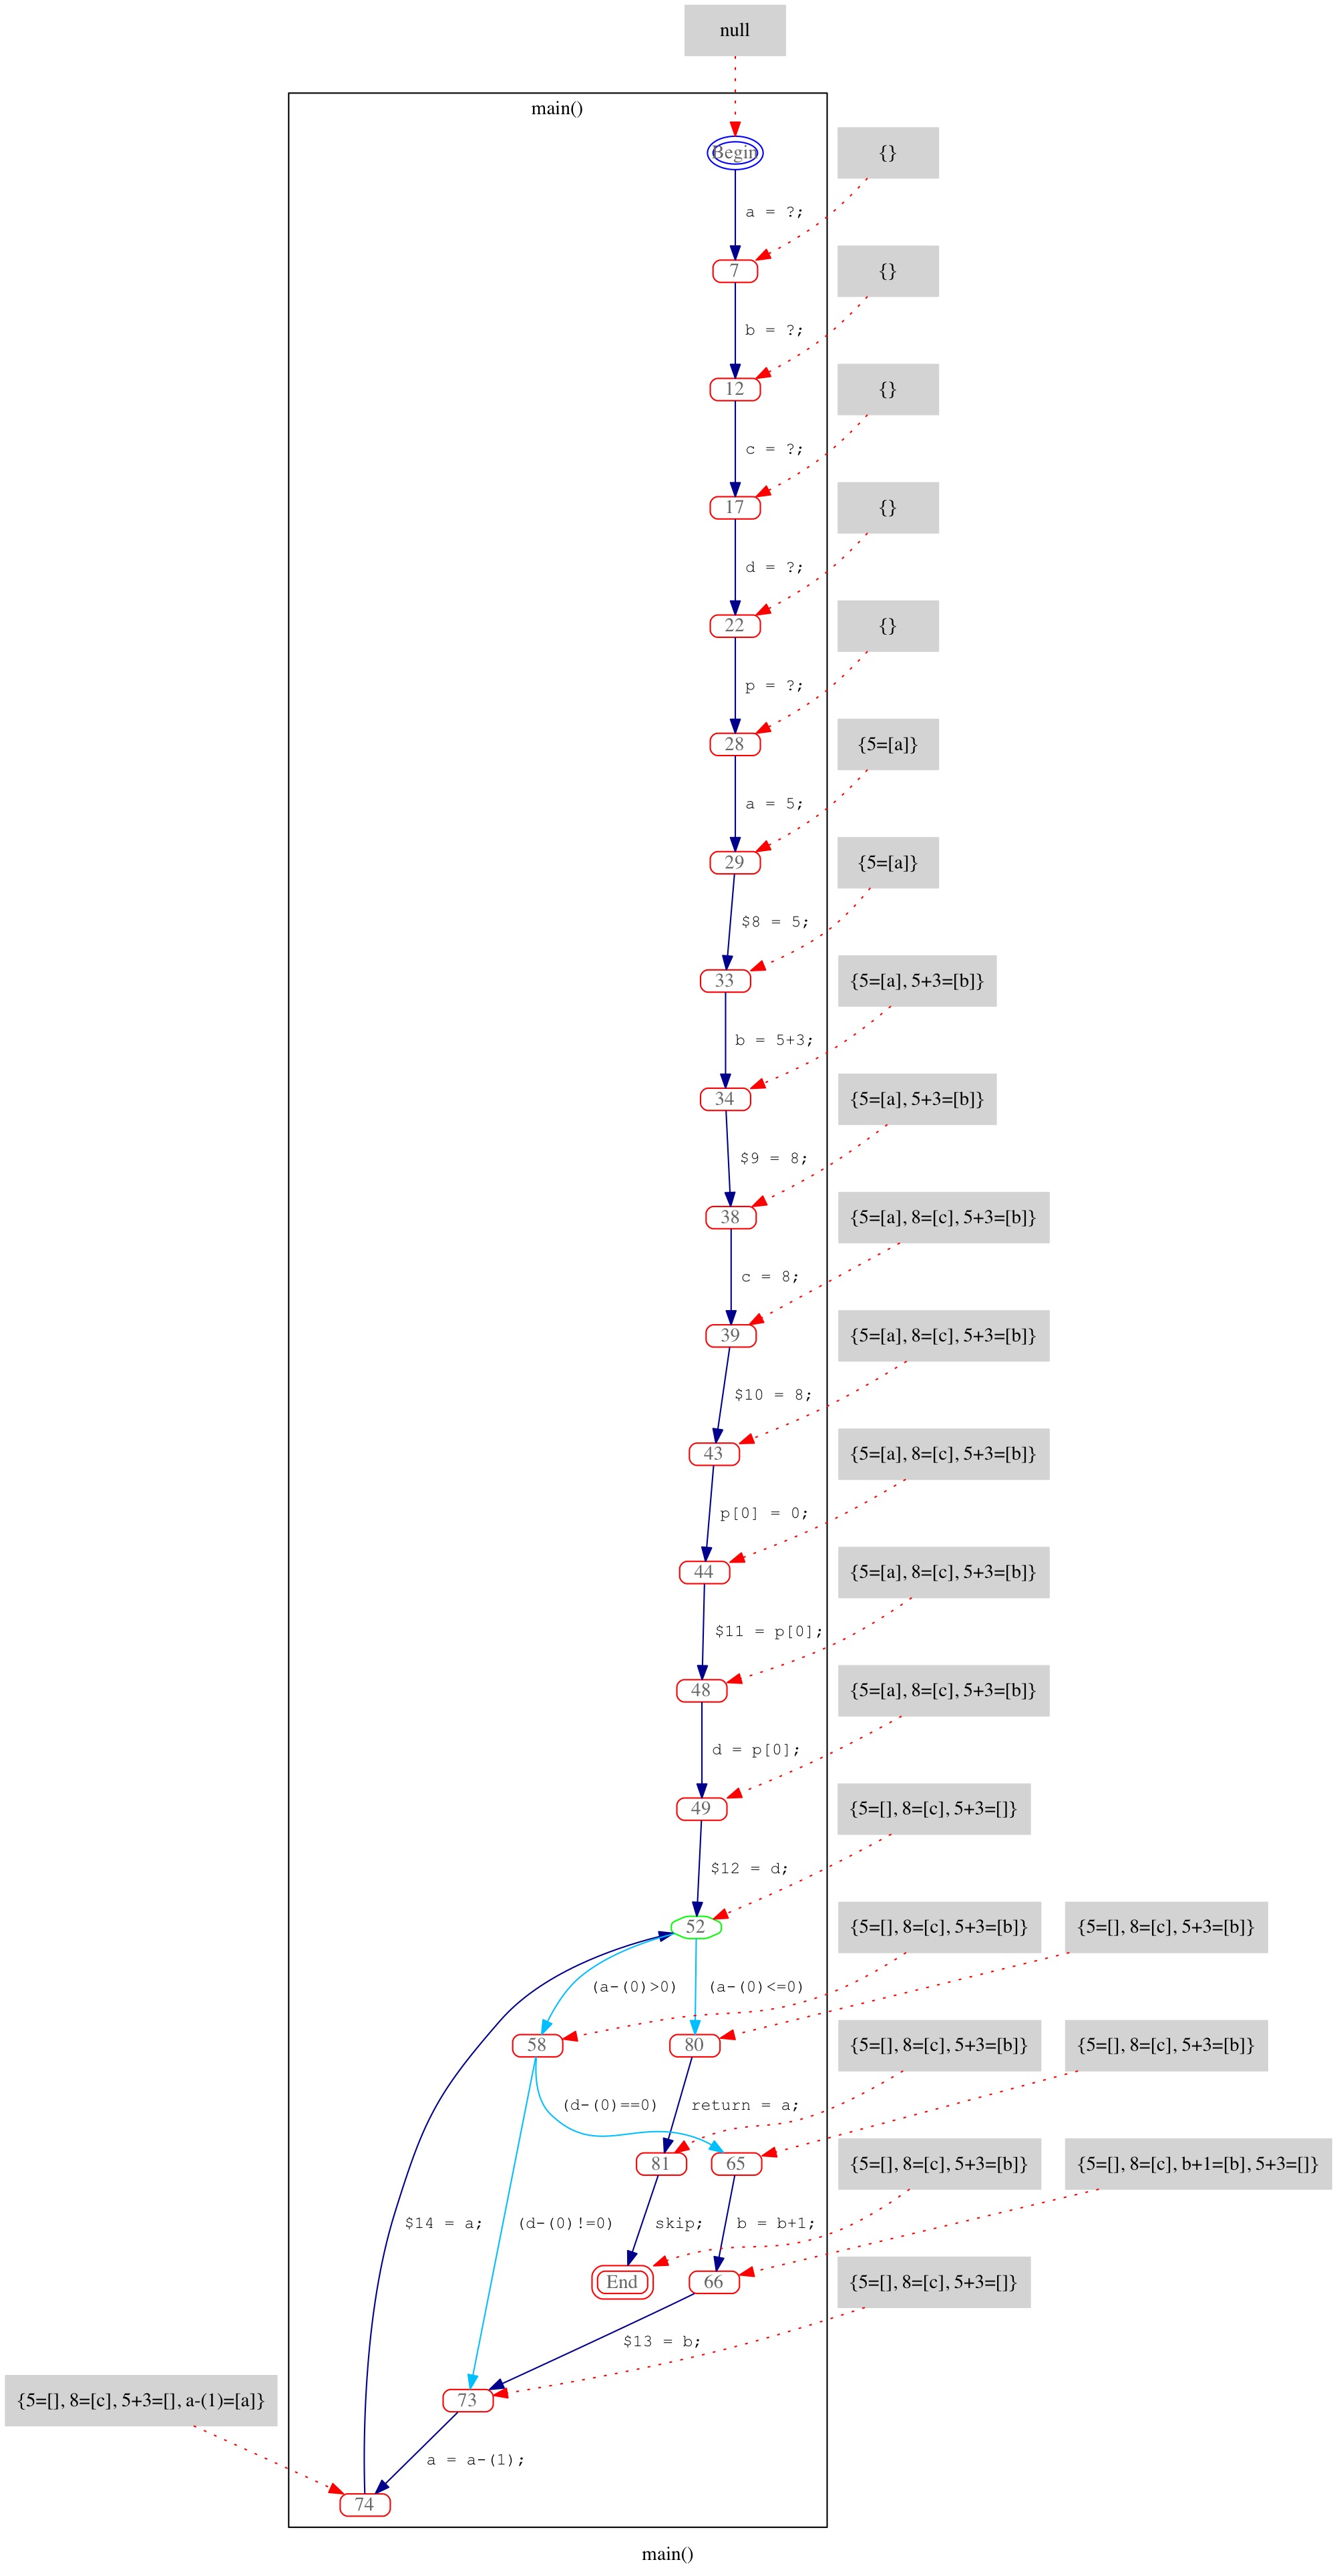 null
main()
Begin
{}
a = ?;
7
{}
b = ?;
12
{}
c = ?;
17
{}
d = ?;
22
{}
p = ?;
28
{5=[a]}
a = 5;
29
{5=[a]}
$8 = 5;
33
{5=[a], 5+3=[b]}
b = 5+3;
34
{5=[a], 5+3=[b]}
$9 = 8;
38
{5=[a], 8=[c], 5+3=[b]}
c = 8;
39
{5=[a], 8=[c], 5+3=[b]}
$10 = 8;
43
{5=[a], 8=[c], 5+3=[b]}
p[0] = 0;
44
{5=[a], 8=[c], 5+3=[b]}
$11 = p[0];
48
{5=[a], 8=[c], 5+3=[b]}
d = p[0];
49
{5=[], 8=[c], 5+3=[]}
$12 = d;
52
{5=[], 8=[c], 5+3=[b]}
{5=[], 8=[c], 5+3=[b]}
(a-(0)>0)
(a-(0)<=0)
58
80
{5=[], 8=[c], 5+3=[b]}
{5=[], 8=[c], 5+3=[b]}
(d-(0)==0)
return = a;
81
65
{5=[], 8=[c], 5+3=[b]}
{5=[], 8=[c], b+1=[b], 5+3=[]}
$14 = a;
(d-(0)!=0)
skip;
b = b+1;
End
66
{5=[], 8=[c], 5+3=[]}
$13 = b;
{5=[], 8=[c], 5+3=[], a-(1)=[a]}
73
a = a-(1);
74
main()